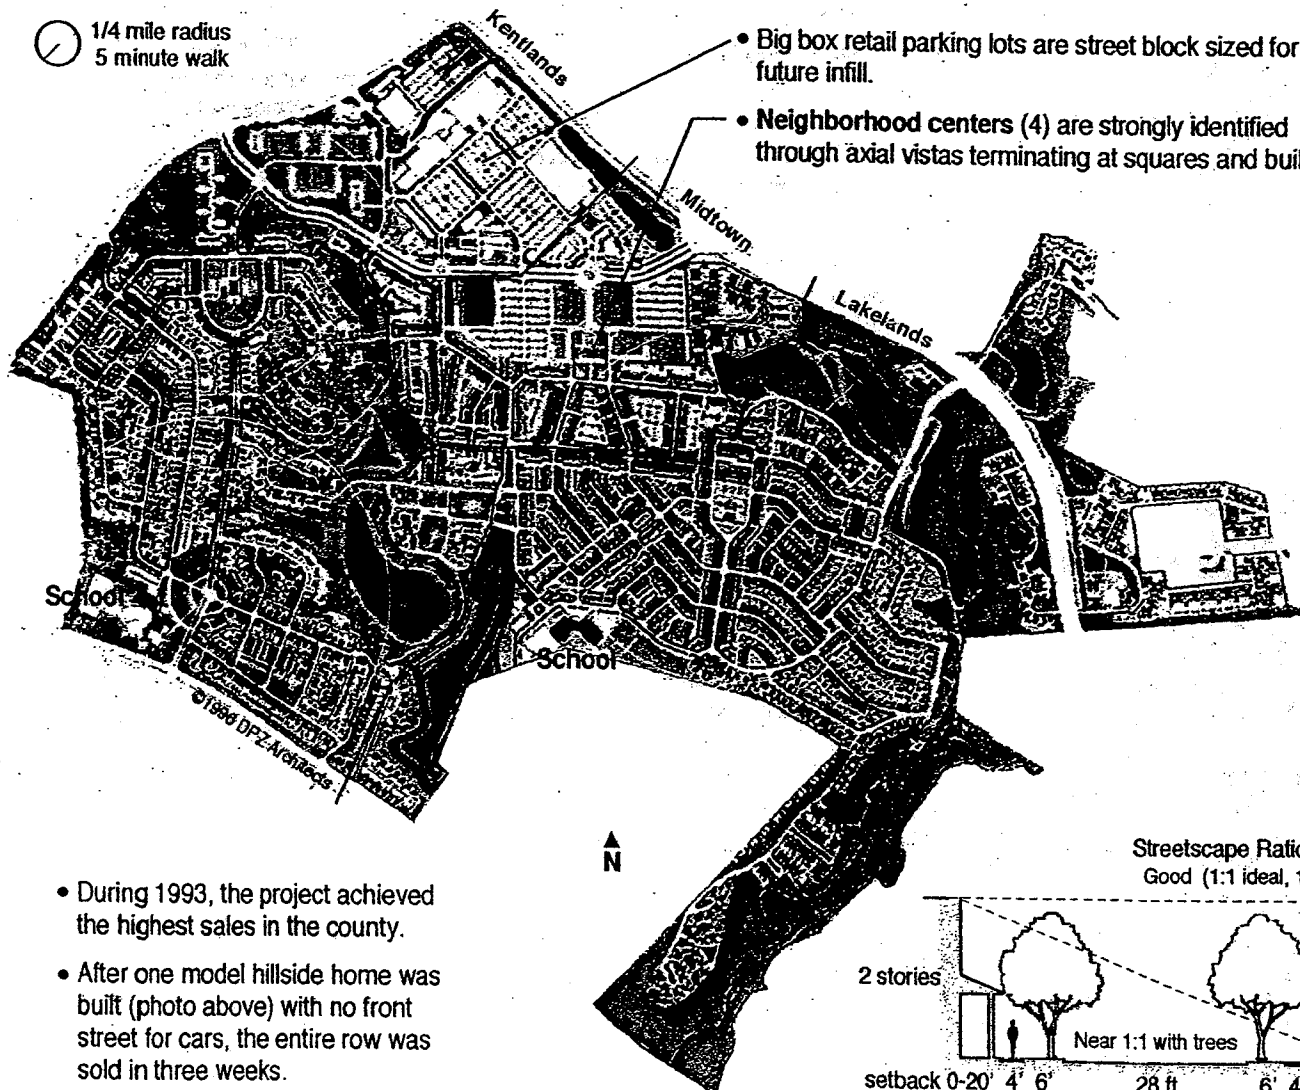 1/4 mile radius
5 minute walk
Kentlands
• Big box retail parking lots are street block sized for
future infill.
• Neighborhood centers (4) are strongly identified
through axial vistas terminating at squares and buil
Midtown
Lakelands
School
School
©1996 DPZ Architects
N
• During 1993, the project achieved
the highest sales in the county.
• After one model hillside home was
built (photo above) with no front
street for cars, the entire row was
sold in three weeks.
Streetscape Ratio
Good (1:1 ideal, 1
2 stories
Near 1:1 with trees
setback 0-20' 4' 6' 28 ft 6'